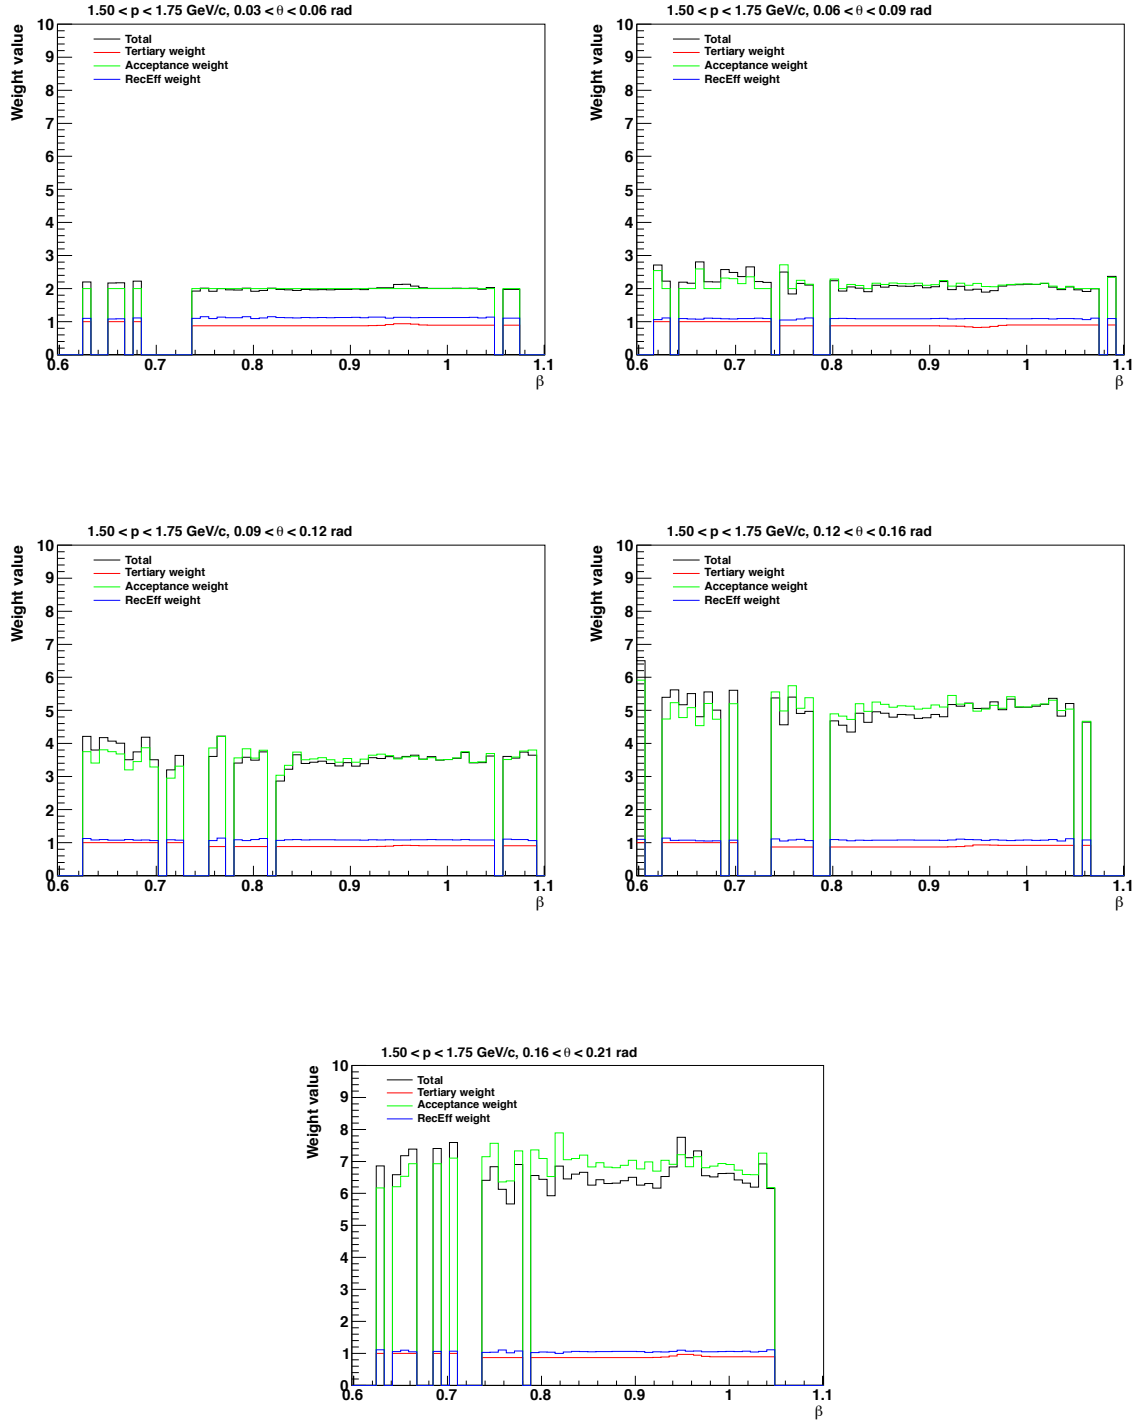 1.50 < p < 1.75 GeV/c, 0.03 < θ < 0.06 rad
Weight value
10
9
8
7
6
5
4
3
2
1
0
Total
Tertiary weight
Acceptance weight
RecEff weight
0.6 0.7 0.8 0.9 1 1.1
β
1.50 < p < 1.75 GeV/c, 0.06 < θ < 0.09 rad
Weight value
10
9
8
7
6
5
4
3
2
1
0
Total
Tertiary weight
Acceptance weight
RecEff weight
0.6 0.7 0.8 0.9 1 1.1
β
1.50 < p < 1.75 GeV/c, 0.09 < θ < 0.12 rad
Weight value
10
9
8
7
6
5
4
3
2
1
0
Total
Tertiary weight
Acceptance weight
RecEff weight
0.6 0.7 0.8 0.9 1 1.1
β
1.50 < p < 1.75 GeV/c, 0.12 < θ < 0.16 rad
Weight value
10
9
8
7
6
5
4
3
2
1
0
Total
Tertiary weight
Acceptance weight
RecEff weight
0.6 0.7 0.8 0.9 1 1.1
β
1.50 < p < 1.75 GeV/c, 0.16 < θ < 0.21 rad
Weight value
10
9
8
7
6
5
4
3
2
1
0
Total
Tertiary weight
Acceptance weight
RecEff weight
0.6 0.7 0.8 0.9 1 1.1
β